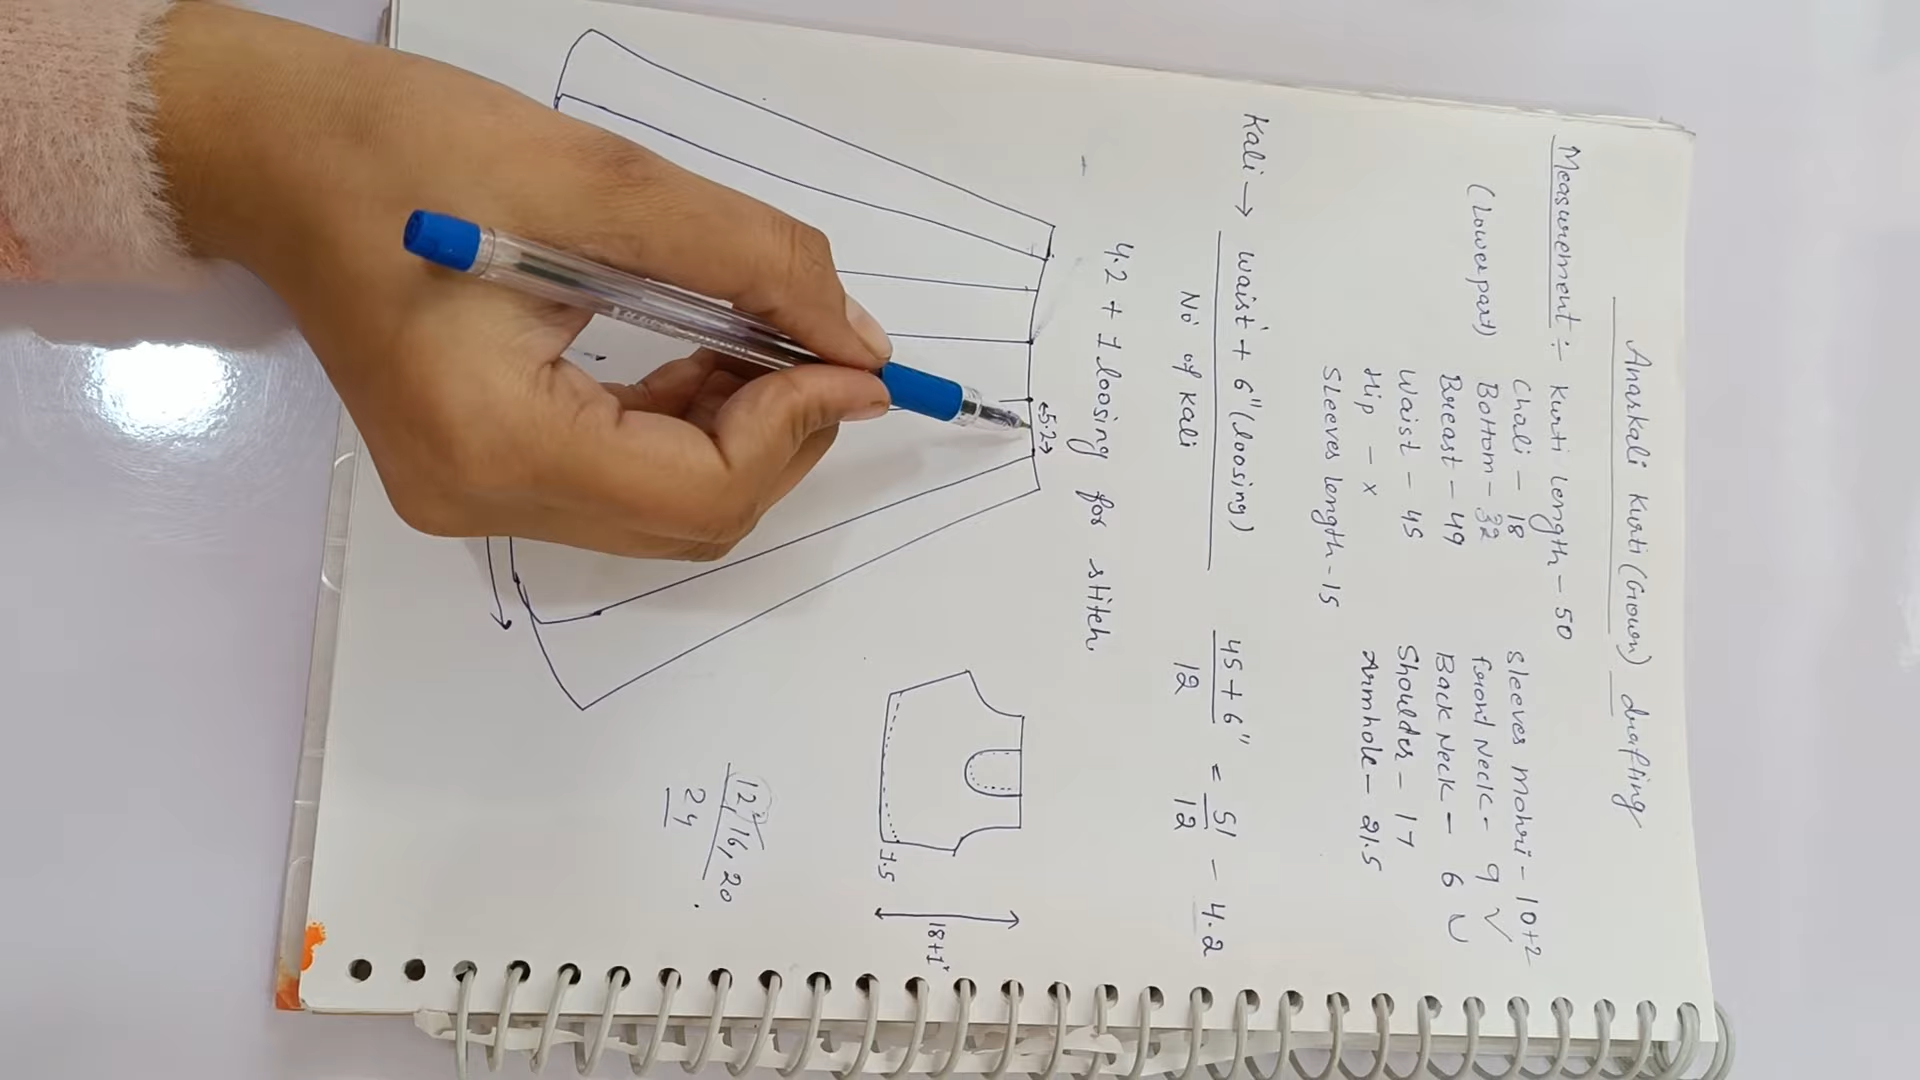 Anarkali Kurti (Gown) drafting
Measurement :- Kurti length - 50
Choli - 18
(Lower part) Bottom - 32
Breast - 49
Waist - 45
Hip - x
Sleeves length - 15
Sleeves mohri - 10+2
front Neck - 9 ✓
Back Neck - 6
Shoulder - 17
Armhole - 21.5
Kali → waist + 6" (loosing)
No of kali
45 + 6" = 51 - 4.2
12 12
4.2 + 1 loosing for stitch
5.2
1.5
18+1"
12, 16, 20
24